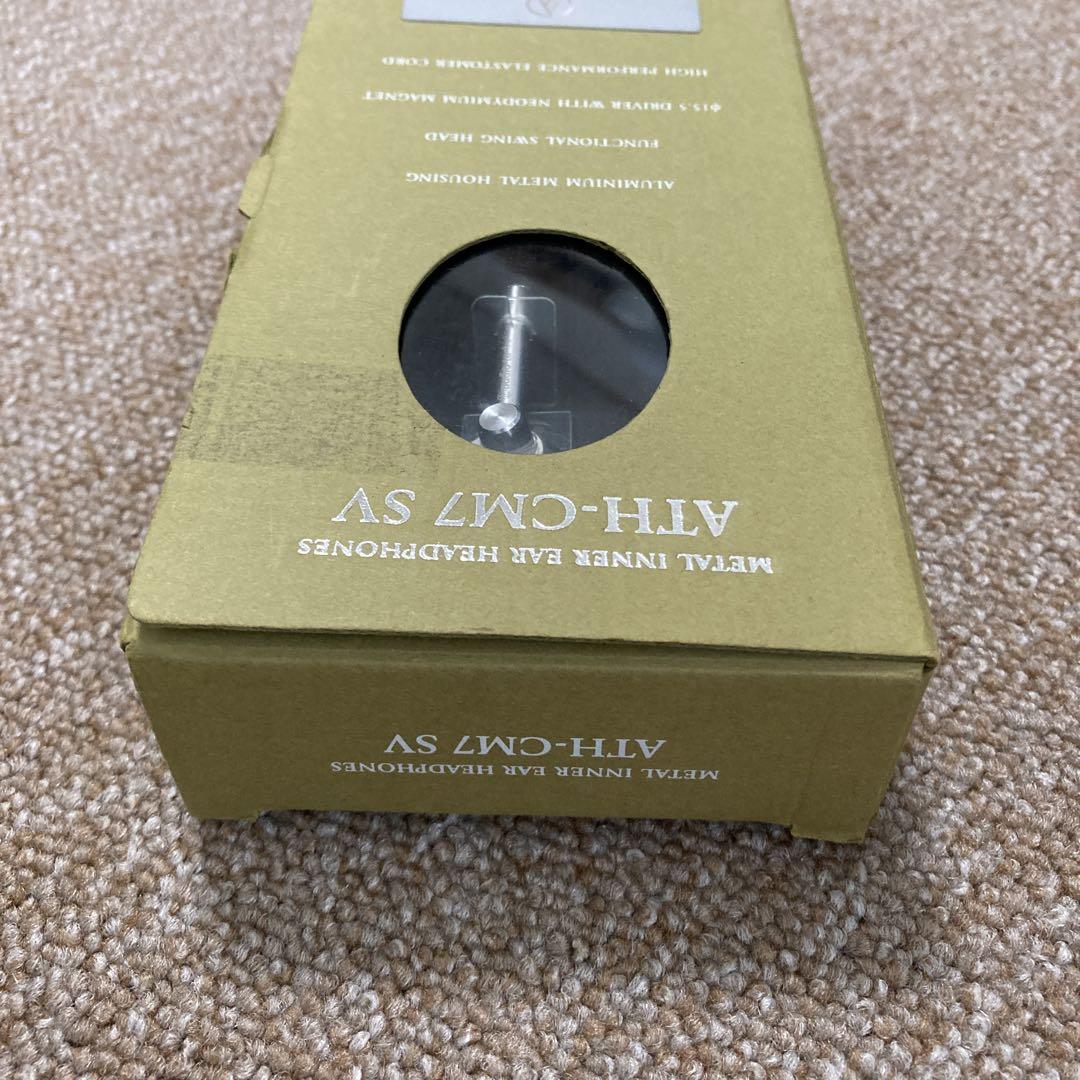 METAL INNER EAR HEADPHONES
ATH-CM7 SV
ALUMINIUM METAL HOUSING
FUNCTIONAL SWING HEAD
φ15.5 DRIVER WITH NEODYMIUM MAGNET
HIGH PERFORMANCE ELASTOMER CORD
METAL INNER EAR HEADPHONES
ATH-CM7 SV